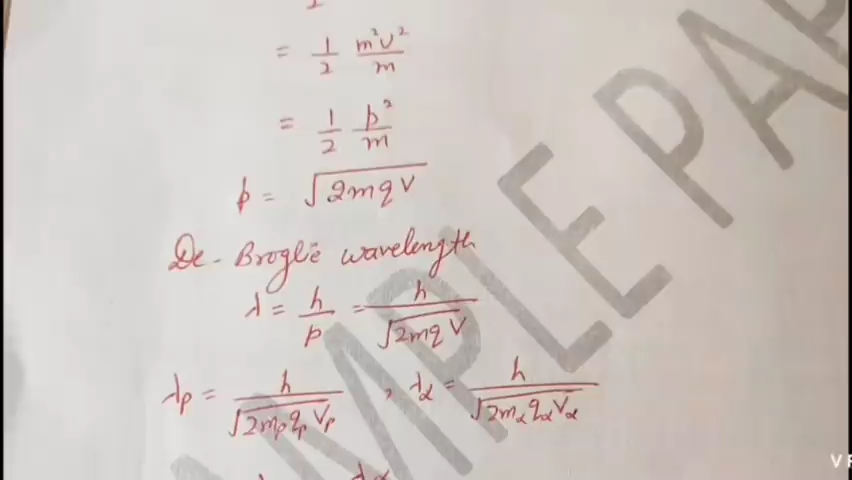 = 1/2 m²v²/m
= 1/2 p²/m
p = √2mqV
De-Broglie wavelength
λ = h/p = h/√2mqV
λp = h/√2mpqpVp , λα = h/√2mαqαVα